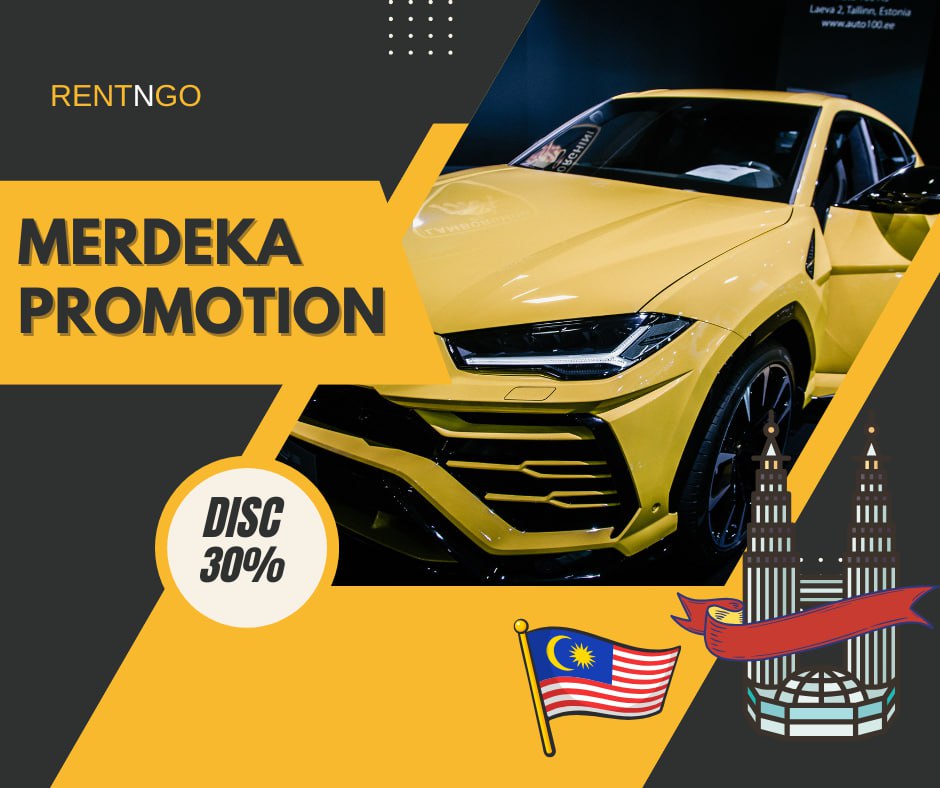 Laeva 2, Tallinn, Estonia
www.auto100.ee
RENTNGO
MERDEKA
PROMOTION
DISC
30%